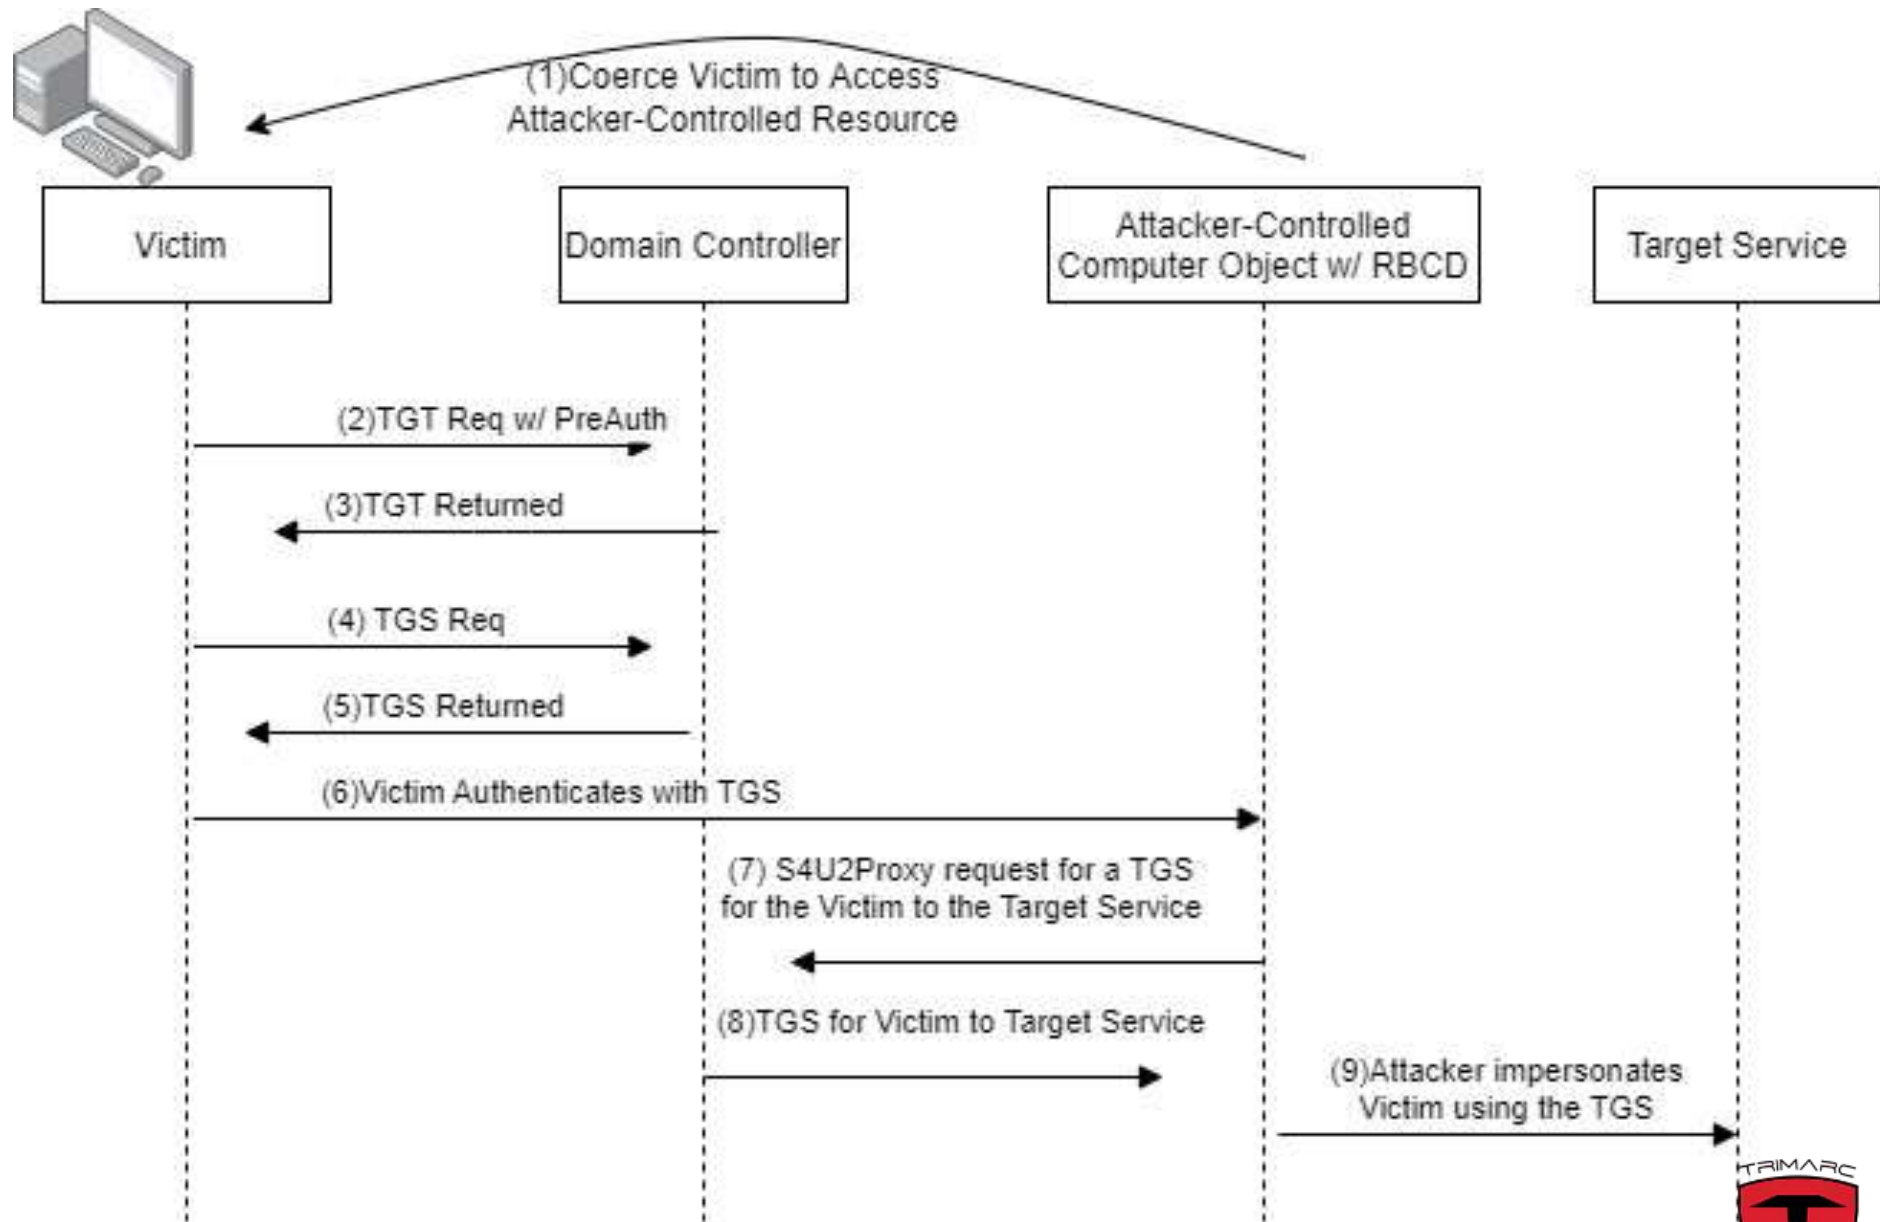 (1)Coerce Victim to Access
Attacker-Controlled Resource
Victim
Domain Controller
Attacker-Controlled
Computer Object w/ RBCD
Target Service
(2)TGT Req w/ PreAuth
(3)TGT Returned
(4) TGS Req
(5)TGS Returned
(6)Victim Authenticates with TGS
(7) S4U2Proxy request for a TGS
for the Victim to the Target Service
(8)TGS for Victim to Target Service
(9)Attacker impersonates
Victim using the TGS
TRIMARC